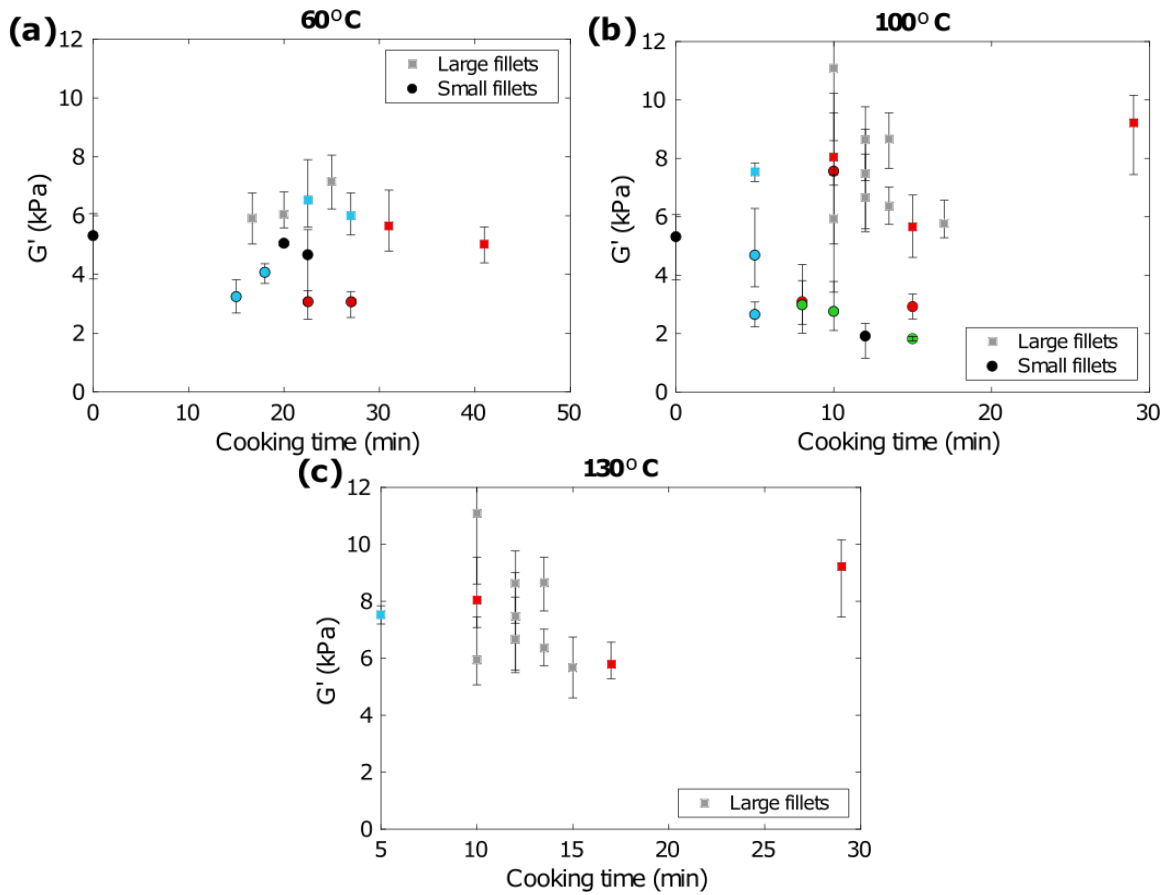 (a)
60°C
12
10
8
6
4
2
0
G' (kPa)
Large fillets
Small fillets
0 10 20 30 40 50
Cooking time (min)
(b)
100°C
12
10
8
6
4
2
0
G' (kPa)
Large fillets
Small fillets
0 10 20 30
Cooking time (min)
(c)
130°C
12
10
8
6
4
2
0
G' (kPa)
Large fillets
5 10 15 20 25 30
Cooking time (min)